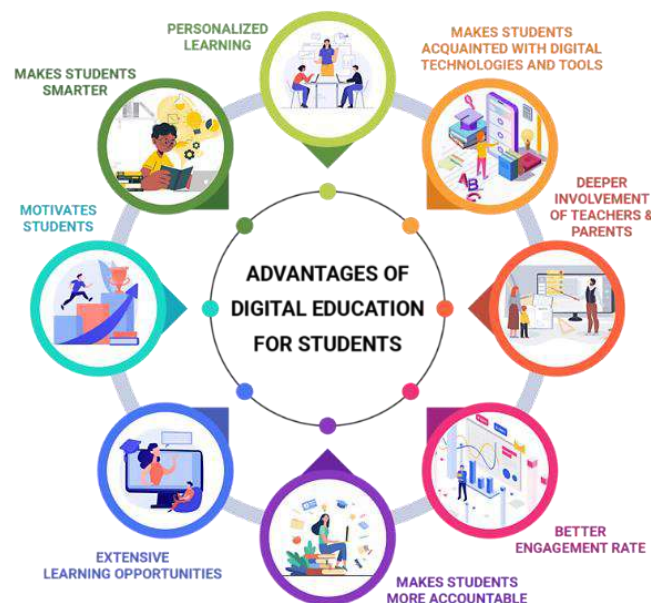 PERSONALIZED
LEARNING
MAKES STUDENTS
ACQUAINTED WITH DIGITAL
TECHNOLOGIES AND TOOLS
MAKES STUDENTS
SMARTER
DEEPER
INVOLVEMENT
OF TEACHERS &
PARENTS
MOTIVATES
STUDENTS
ADVANTAGES OF
DIGITAL EDUCATION
FOR STUDENTS
BETTER
ENGAGEMENT RATE
EXTENSIVE
LEARNING OPPORTUNITIES
MAKES STUDENTS
MORE ACCOUNTABLE
A
B
C